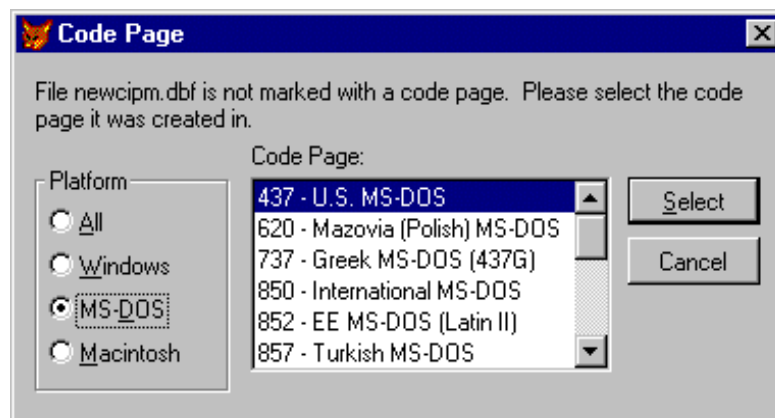 Code Page
File newcipm.dbf is not marked with a code page. Please select the code
page it was created in.
Platform
All
Windows
MS-DOS
Macintosh
Code Page:
437 - U.S. MS-DOS
620 - Mazovia (Polish) MS-DOS
737 - Greek MS-DOS (437G)
850 - International MS-DOS
852 - EE MS-DOS (Latin II)
857 - Turkish MS-DOS
Select
Cancel